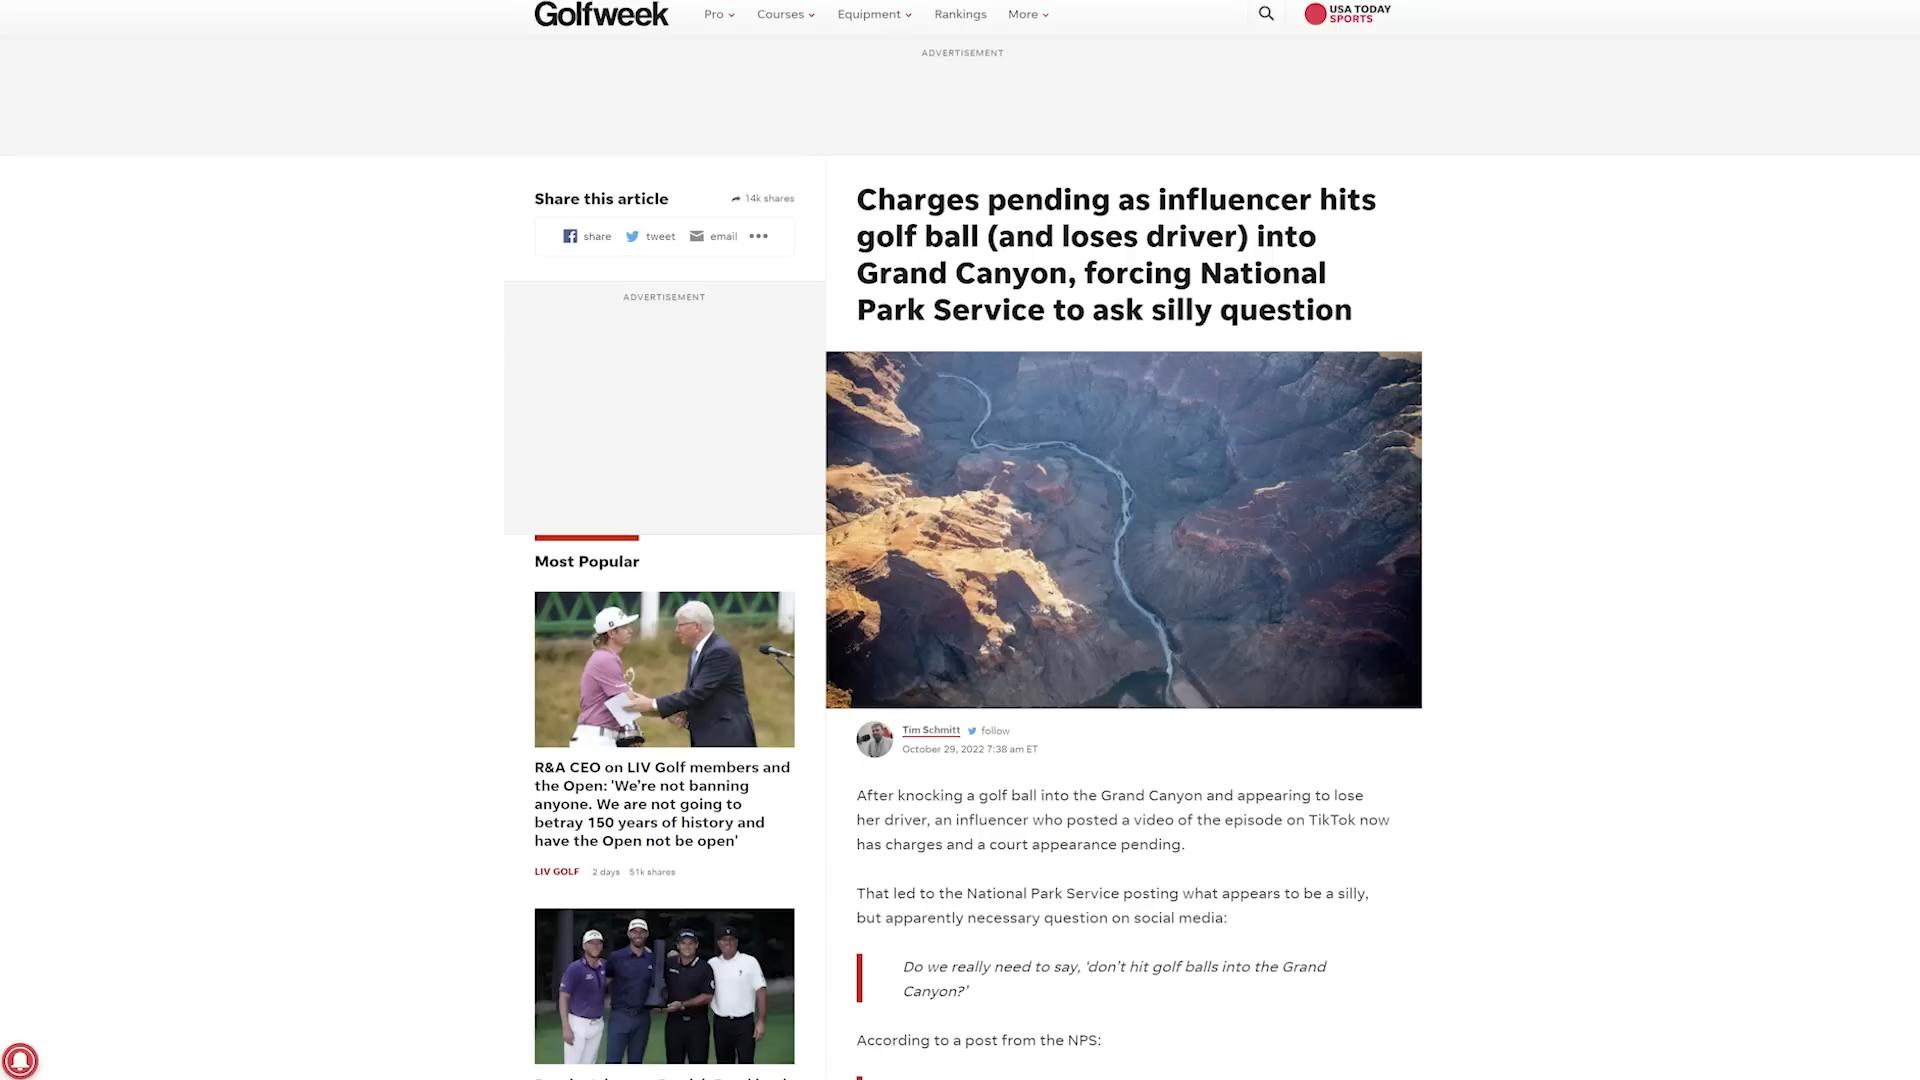 Golfweek
Pro
Courses
Equipment
Rankings
More
USA TODAY
SPORTS
ADVERTISEMENT
Share this article
14k shares
share
tweet
email
ADVERTISEMENT
Most Popular
R&A CEO on LIV Golf members and
the Open: 'We’re not banning
anyone. We are not going to
betray 150 years of history and
have the Open not be open'
LIV GOLF 2 days 51k shares
Charges pending as influencer hits
golf ball (and loses driver) into
Grand Canyon, forcing National
Park Service to ask silly question
Tim Schmitt follow
October 29, 2022 7:38 am ET
After knocking a golf ball into the Grand Canyon and appearing to lose
her driver, an influencer who posted a video of the episode on TikTok now
has charges and a court appearance pending.
That led to the National Park Service posting what appears to be a silly,
but apparently necessary question on social media:
Do we really need to say, ‘don’t hit golf balls into the Grand
Canyon?’
According to a post from the NPS: